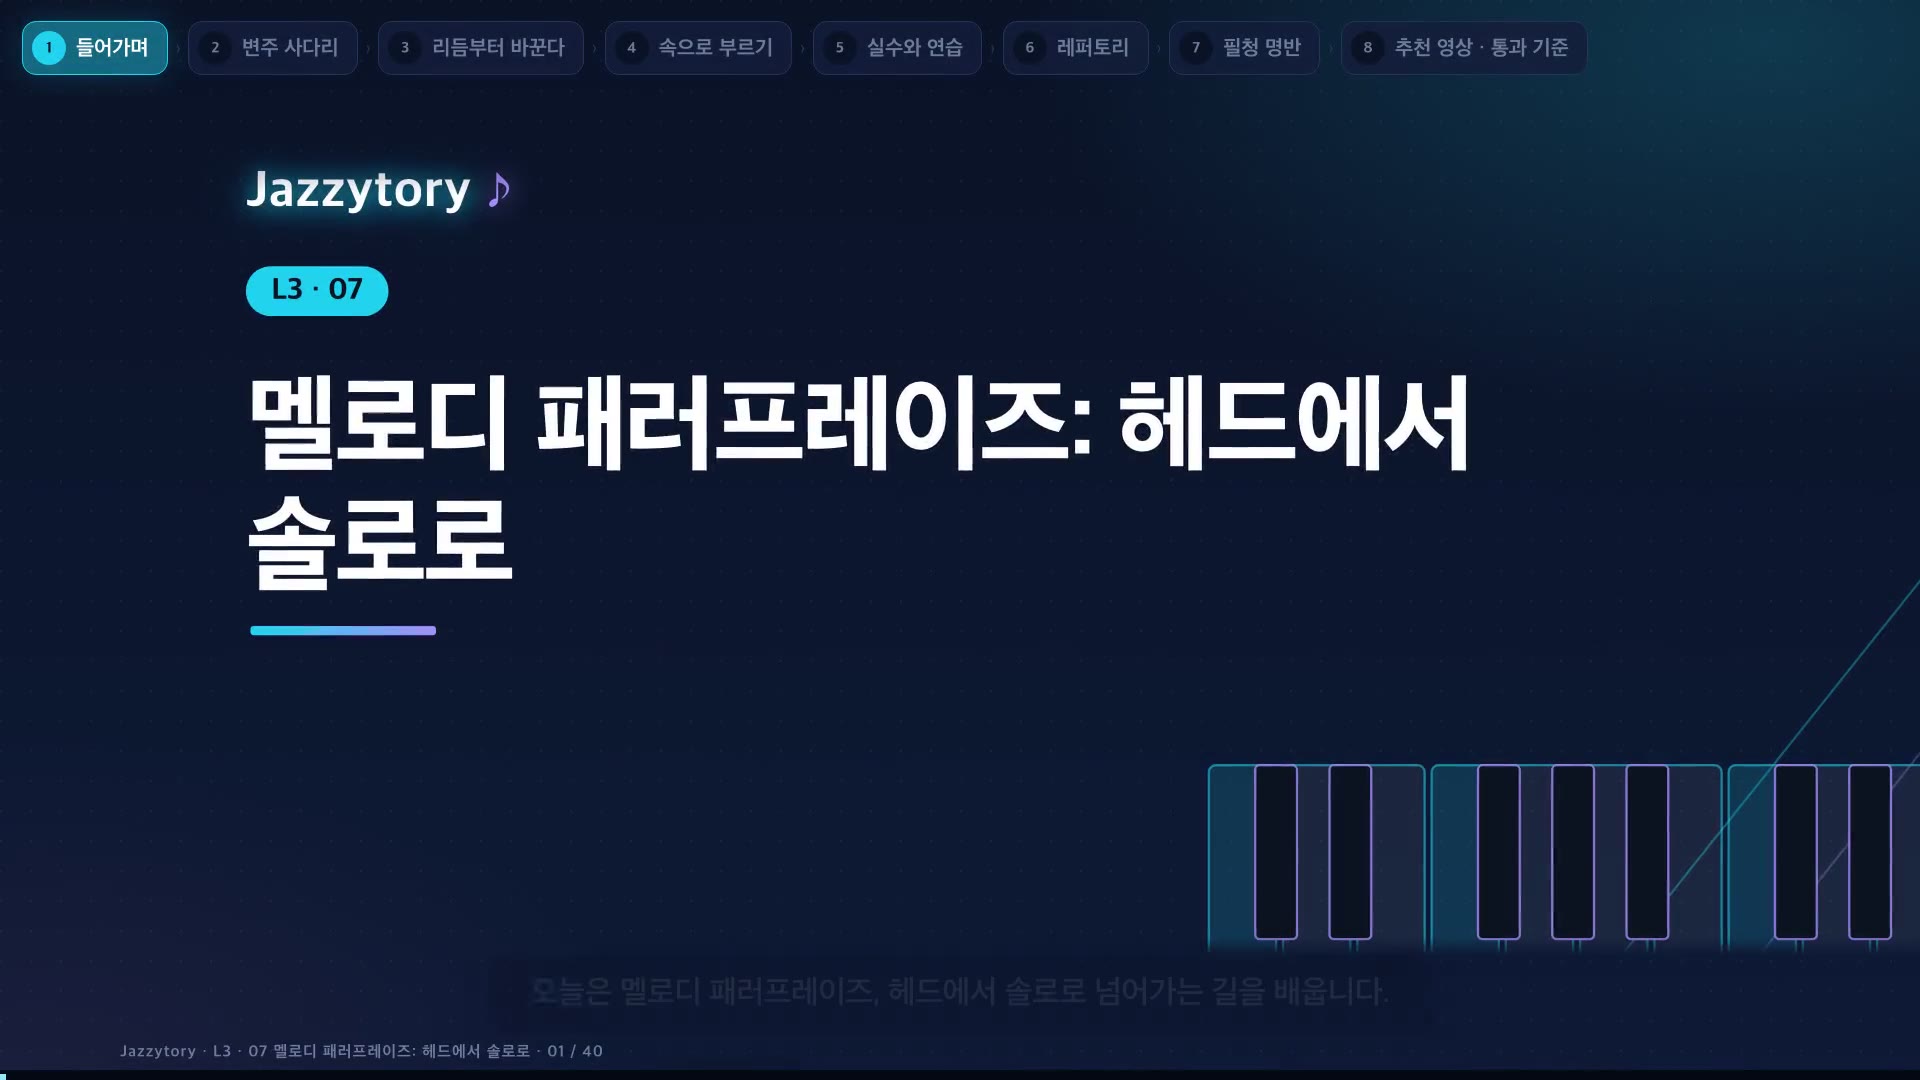 1 들어가며 › 2 변주 사다리 › 3 리듬부터 바꾼다 › 4 속으로 부르기 › 5 실수와 연습 › 6 레퍼토리 › 7 필청 명반 › 8 추천 영상 · 통과 기준
Jazzytory ♪
L3 · 07
멜로디 패러프레이즈: 헤드에서
솔로로
오늘은 멜로디 패러프레이즈, 헤드에서 솔로로 넘어가는 길을 배웁니다.
Jazzytory · L3 · 07 멜로디 패러프레이즈: 헤드에서 솔로로 · 01 / 40